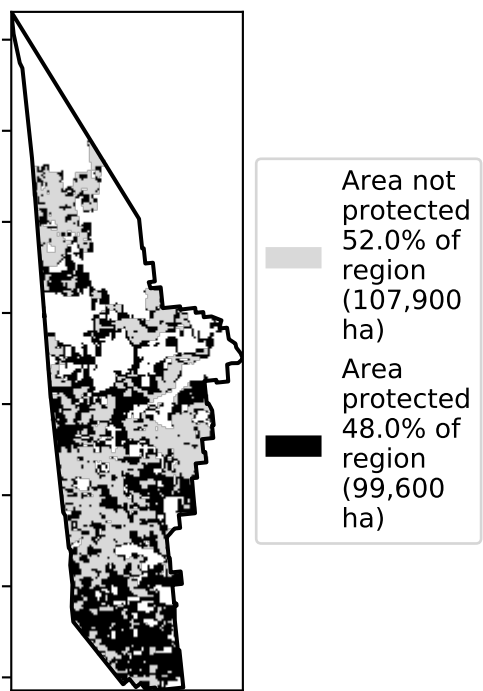 Area not
protected
52.0% of
region
(107,900
ha)
Area
protected
48.0% of
region
(99,600
ha)